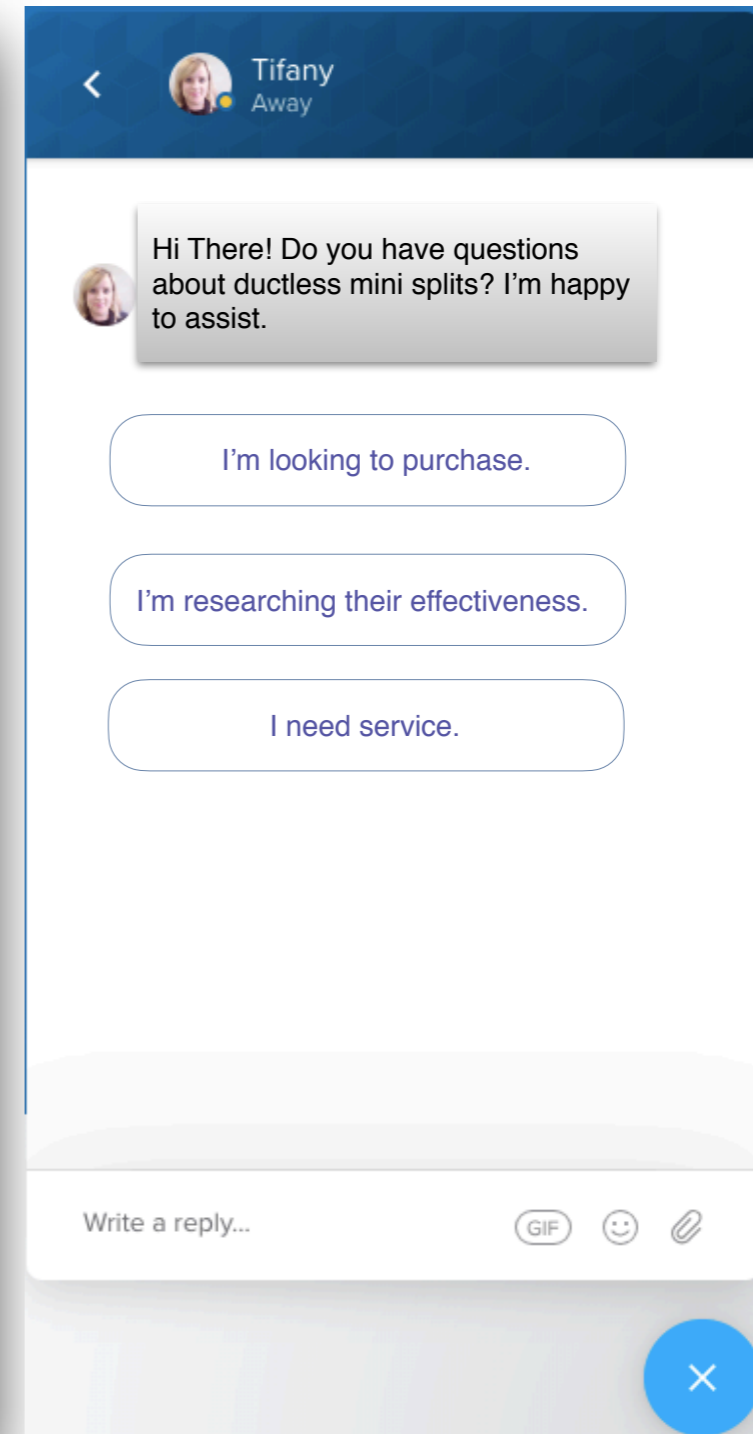 Tifany
Away
Hi There! Do you have questions
about ductless mini splits? I’m happy
to assist.
I’m looking to purchase.
I’m researching their effectiveness.
I need service.
Write a reply...
GIF